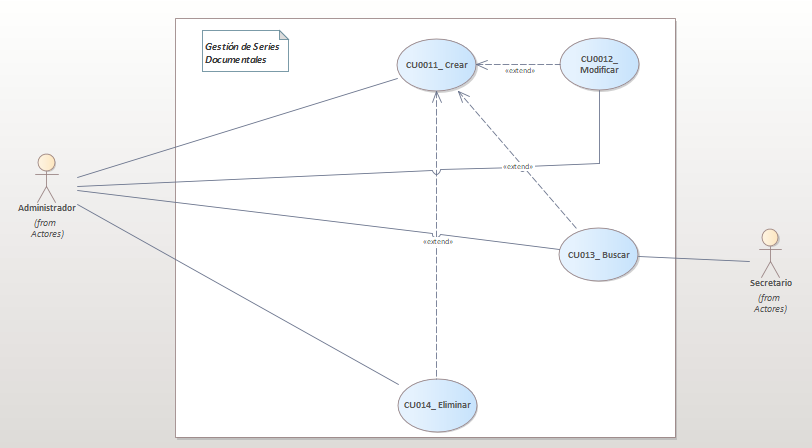 Gestión de Series
Documentales
CU0011_ Crear
«extend»
CU0012_
Modificar
«extend»
Administrador
(from
Actores)
«extend»
CU013_ Buscar
Secretario
(from
Actores)
CU014_ Eliminar